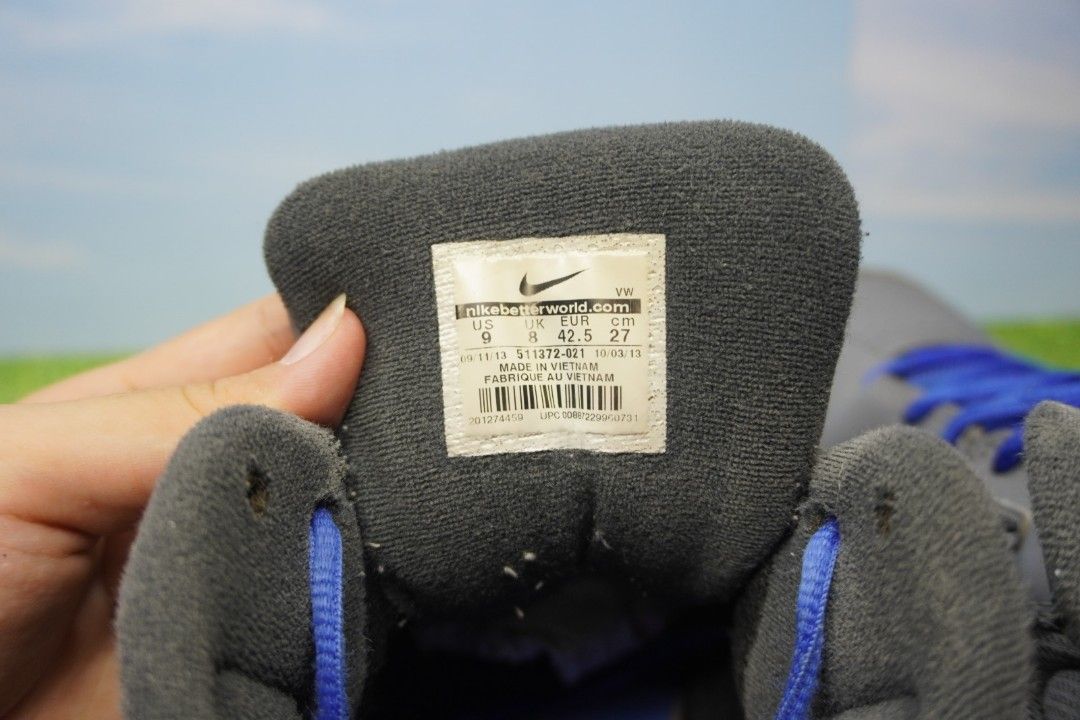 VW
nikebetterworld.com
US UK EUR cm
9 8 42.5 27
09/11/13 511372-021 10/03/13
MADE IN VIETNAM
FABRIQUE AU VIETNAM
201274459 UPC 00887229960731